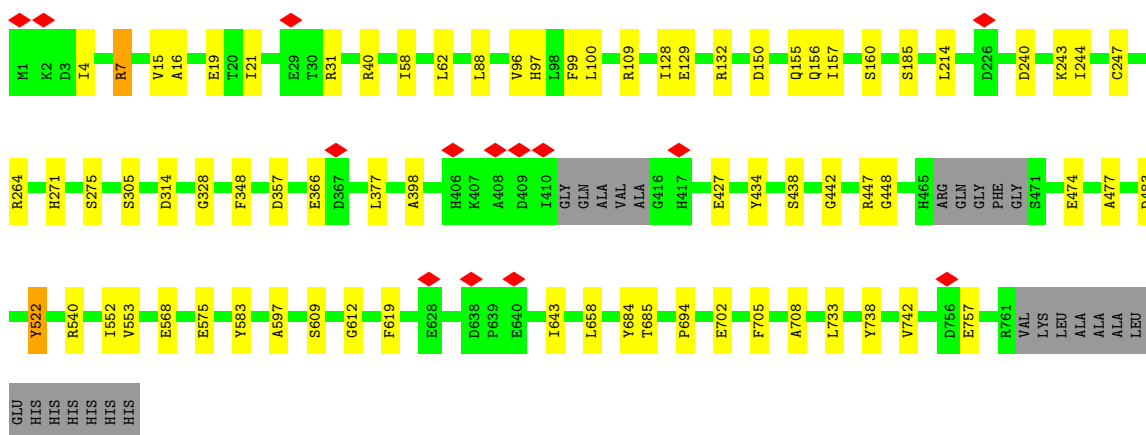 M1 K2 D3 I4 R7 V15 A16 E19 T20 I21 E29 T30 R31 R40 I58 L62 L88 V96 H97 L98 F99 L100 R109 I128 E129 R132 D150 Q155 Q156 I157 S160 S185 L214 D226 D240 K243 I244 C247
R264 H271 S275 S305 D314 G328 F348 D357 E366 D367 L377 A398 H406 K407 A408 D409 I410 GLY GLN ALA VAL ALA G416 H417 E427 Y434 S438 G442 R447 G448 H465 ARG GLN GLY PHE GLY S471 E474 A477
Y522 R540 I552 V553 E568 E575 Y583 A597 S609 G612 F619 E628 D638 P639 E640 I643 L658 Y684 T685 P694 E702 F705 A708 L733 Y738 V742 D756 E757 R761 VAL LYS LEU ALA ALA ALA LEU
GLU HIS HIS HIS HIS HIS HIS